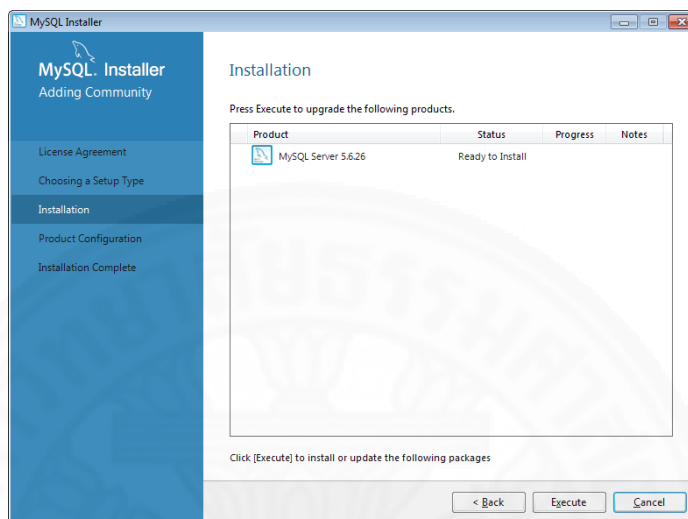 MySQL Installer
MySQL. Installer
Adding Community
License Agreement
Choosing a Setup Type
Installation
Product Configuration
Installation Complete
Installation
Press Execute to upgrade the following products.
Product Status Progress Notes
MySQL Server 5.6.26 Ready to Install
Click [Execute] to install or update the following packages
< Back Execute Cancel